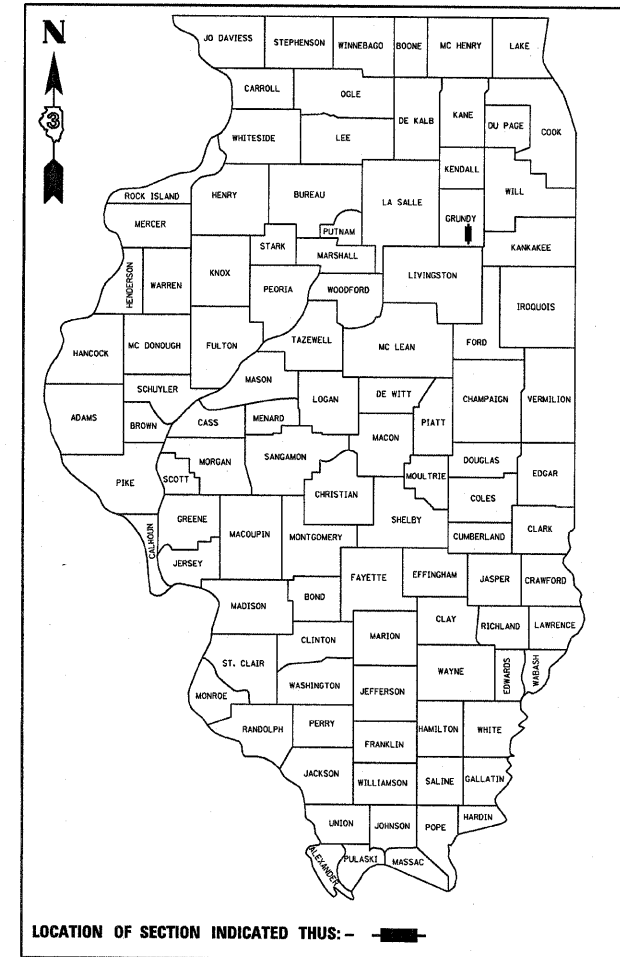 N
3
JO DAVIESS
STEPHENSON
WINNEBAGO
BOONE
MC HENRY
LAKE
CARROLL
OGLE
DE KALB
KANE
DU PAGE
COOK
WHITESIDE
LEE
KENDALL
WILL
ROCK ISLAND
HENRY
BUREAU
LA SALLE
GRUNDY
MERCER
PUTNAM
KANKAKEE
STARK
MARSHALL
LIVINGSTON
HENDERSON
WARREN
KNOX
PEORIA
WOODFORD
IROQUOIS
TAZEWELL
MC LEAN
FORD
HANCOCK
MC DONOUGH
FULTON
MASON
SCHUYLER
LOGAN
DE WITT
CHAMPAIGN
VERMILION
ADAMS
BROWN
CASS
MENARD
PIATT
MACON
SANGAMON
DOUGLAS
PIKE
SCOTT
MORGAN
MOULTRIE
EDGAR
CHRISTIAN
COLES
GREENE
SHELBY
CALHOUN
MACOUPIN
MONTGOMERY
CUMBERLAND
CLARK
JERSEY
FAYETTE
EFFINGHAM
JASPER
CRAWFORD
MADISON
BOND
CLAY
RICHLAND
LAWRENCE
CLINTON
MARION
ST. CLAIR
WAYNE
EDWARDS
WABASH
WASHINGTON
JEFFERSON
MONROE
RANDOLPH
PERRY
HAMILTON
WHITE
FRANKLIN
JACKSON
WILLIAMSON
SALINE
GALLATIN
UNION
JOHNSON
POPE
HARDIN
ALEXANDER
PULASKI
MASSAC
LOCATION OF SECTION INDICATED THUS: –